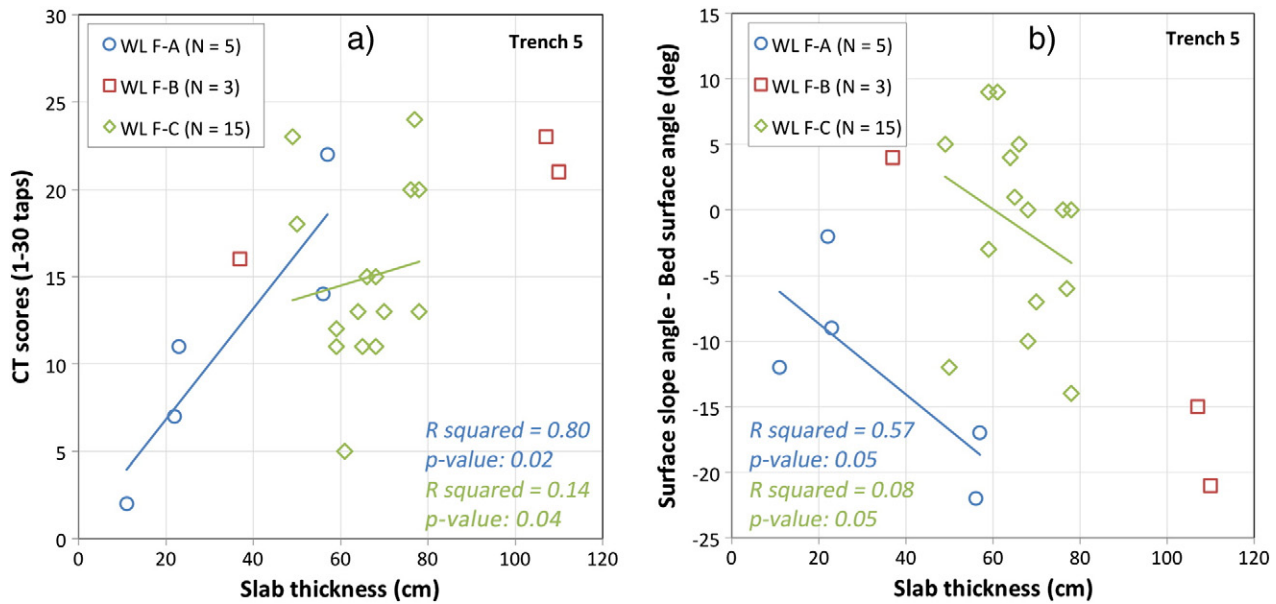 a)
Trench 5
WL F-A (N = 5)
WL F-B (N = 3)
WL F-C (N = 15)
CT scores (1-30 taps)
30
25
20
15
10
5
0
R squared = 0.80
p-value: 0.02
R squared = 0.14
p-value: 0.04
0 20 40 60 80 100 120
Slab thickness (cm)
b)
Trench 5
WL F-A (N = 5)
WL F-B (N = 3)
WL F-C (N = 15)
Surface slope angle - Bed surface angle (deg)
15
10
5
0
-5
-10
-15
-20
-25
R squared = 0.57
p-value: 0.05
R squared = 0.08
p-value: 0.05
0 20 40 60 80 100 120
Slab thickness (cm)